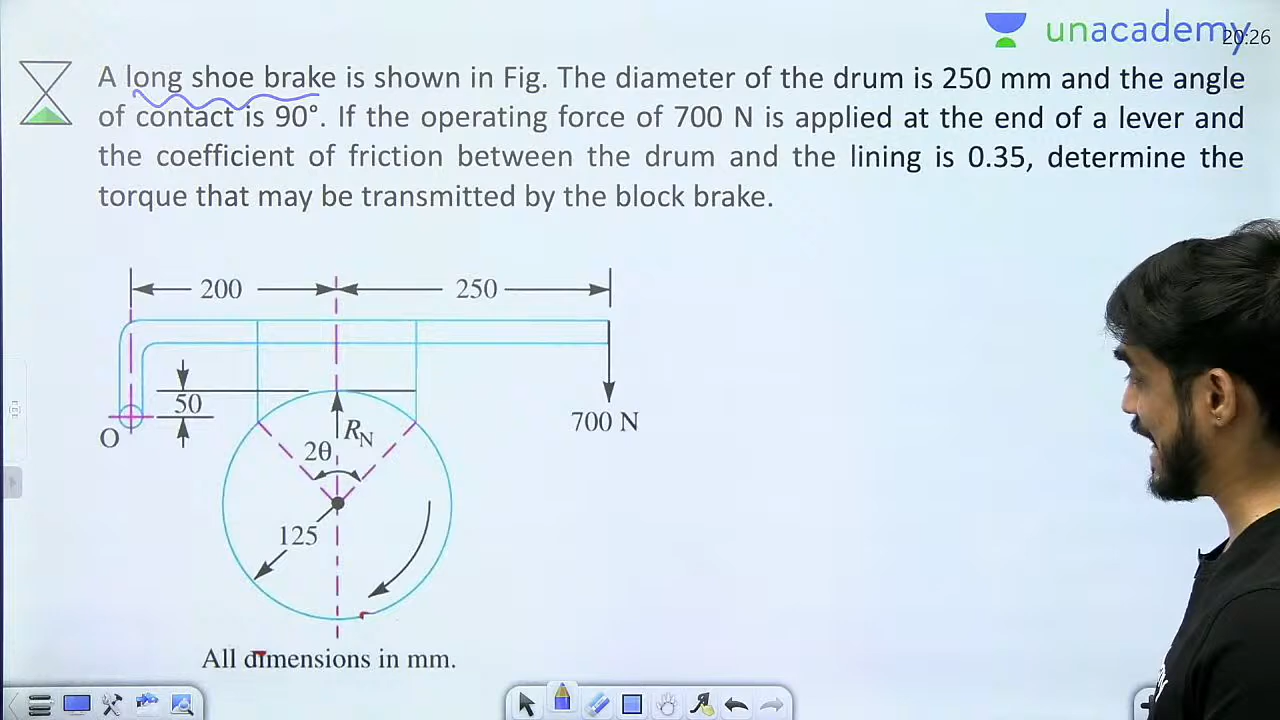 unacademy
20:26
A long shoe brake is shown in Fig. The diameter of the drum is 250 mm and the angle
of contact is 90°. If the operating force of 700 N is applied at the end of a lever and
the coefficient of friction between the drum and the lining is 0.35, determine the
torque that may be transmitted by the block brake.
200
250
50
O
R_N
700 N
2θ
125
All dimensions in mm.